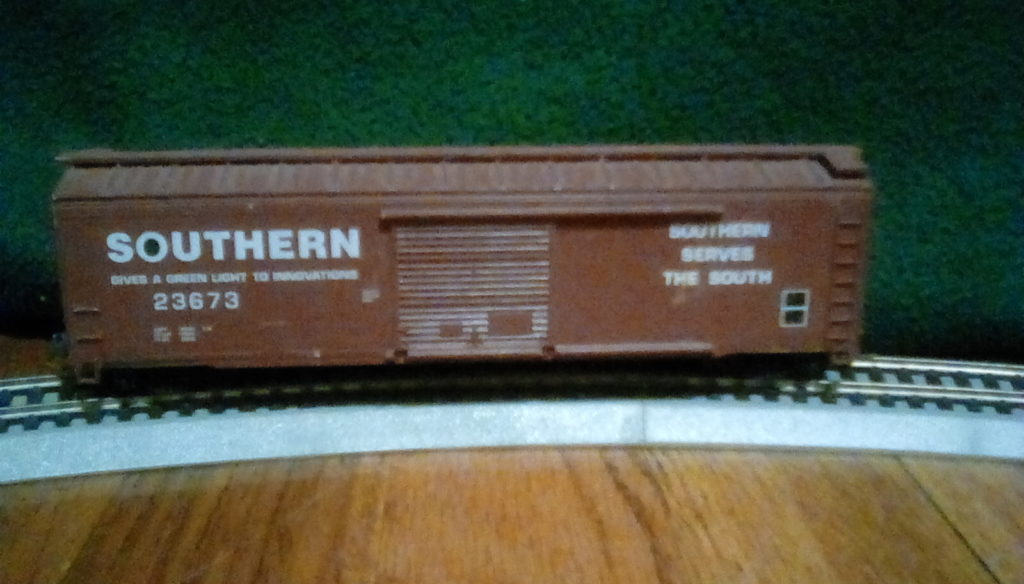 SOUTHERN
GIVES A GREEN LIGHT TO INNOVATIONS
23673
SOUTHERN
SERVES
THE SOUTH